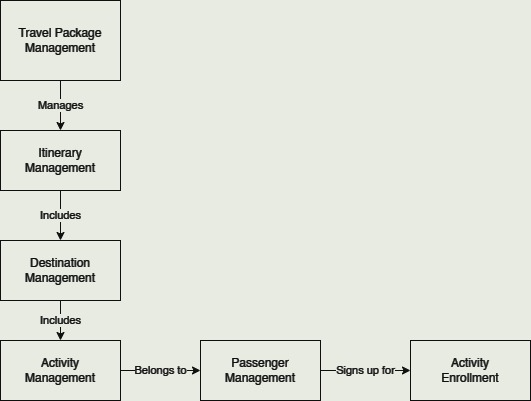 Travel Package
Management
Manages
Itinerary
Management
Includes
Destination
Management
Includes
Activity
Management
Belongs to
Passenger
Management
Signs up for
Activity
Enrollment